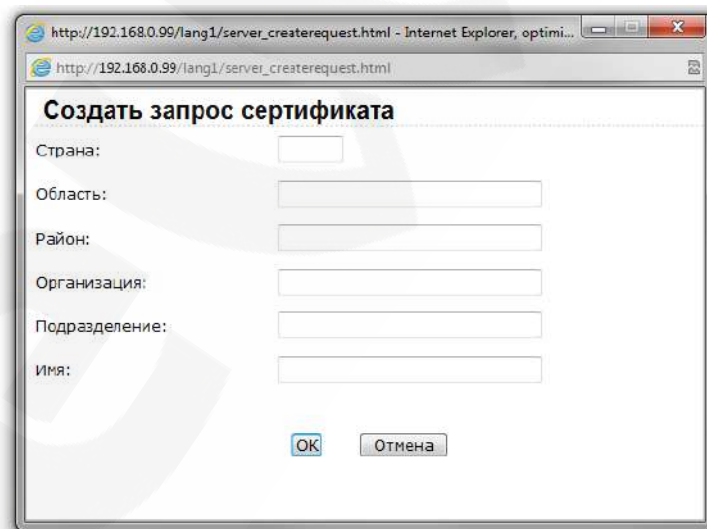 http://192.168.0.99/lang1/server_createrequest.html - Internet Explorer, optimi...
http://192.168.0.99/lang1/server_createrequest.html
Создать запрос сертификата
Страна:
Область:
Район:
Организация:
Подразделение:
Имя:
OK Отмена